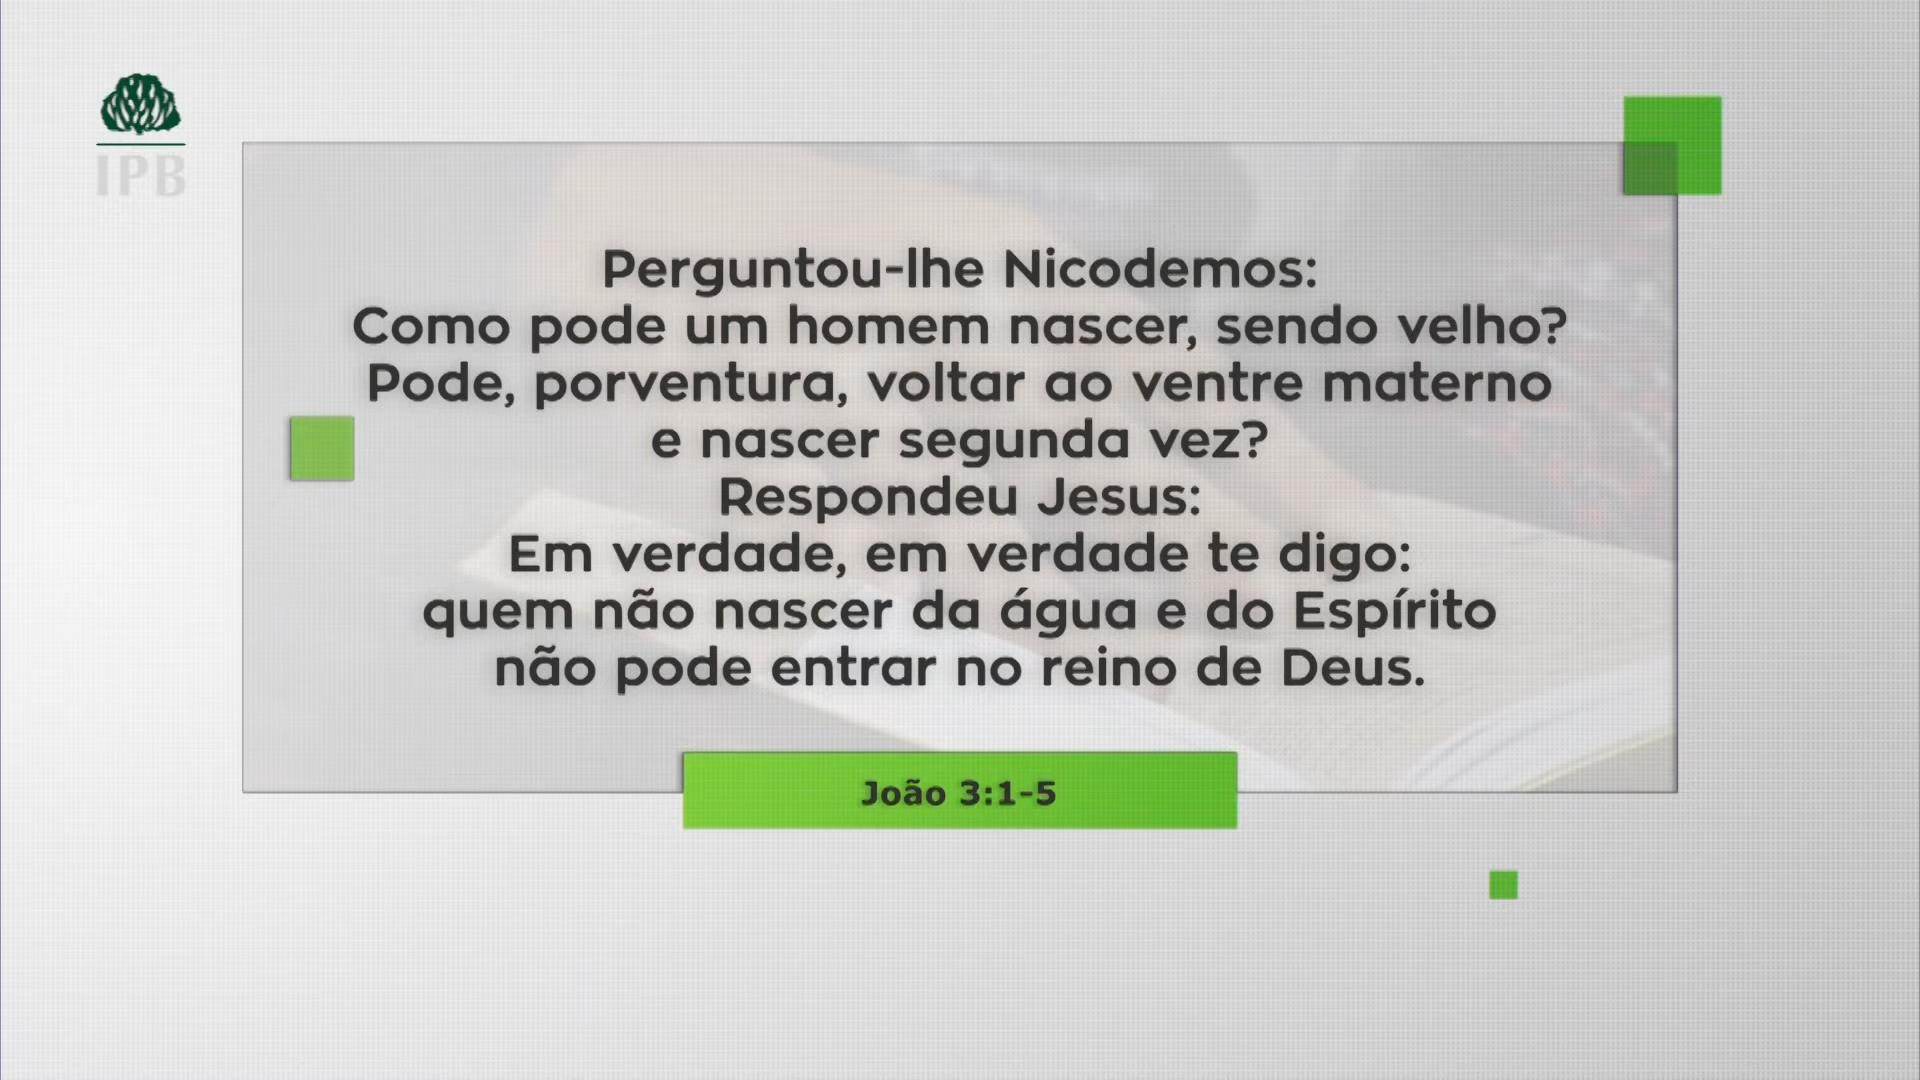 IPB
Perguntou-lhe Nicodemos:
Como pode um homem nascer, sendo velho?
Pode, porventura, voltar ao ventre materno
e nascer segunda vez?
Respondeu Jesus:
Em verdade, em verdade te digo:
quem não nascer da água e do Espírito
não pode entrar no reino de Deus.
João 3:1-5